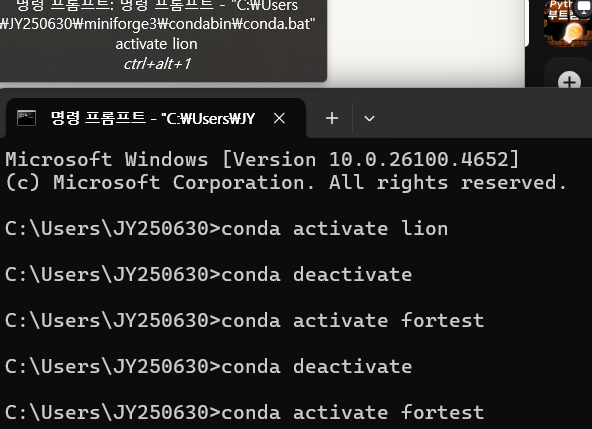 명령 프롬프트: 명령 프롬프트 - "C:₩Users
₩JY250630₩miniforge3₩condabin₩conda.bat"
activate lion
ctrl+alt+1
Pyth
부트캠
명령 프롬프트 - "C:₩Users₩JY
Microsoft Windows [Version 10.0.26100.4652]
(c) Microsoft Corporation. All rights reserved.
C:\Users\JY250630>conda activate lion
C:\Users\JY250630>conda deactivate
C:\Users\JY250630>conda activate fortest
C:\Users\JY250630>conda deactivate
C:\Users\JY250630>conda activate fortest